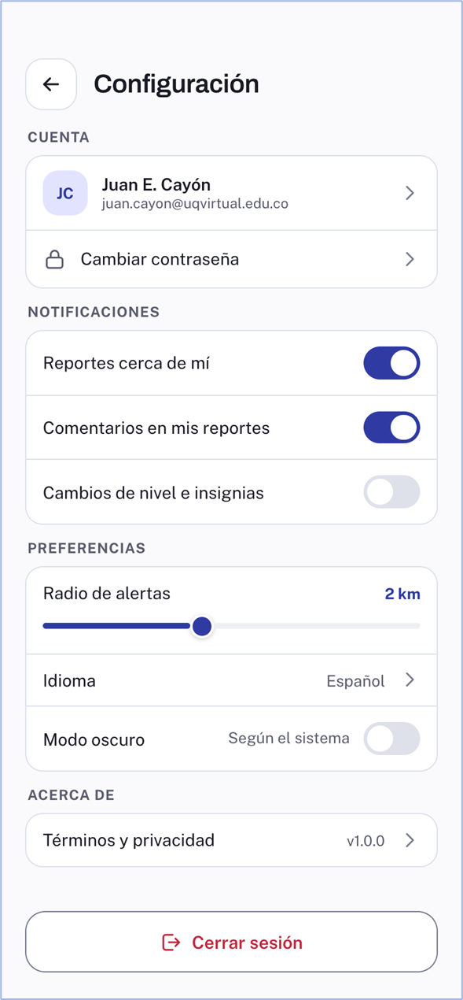 Configuración
CUENTA
JC
Juan E. Cayón
juan.cayon@uqvirtual.edu.co
Cambiar contraseña
NOTIFICACIONES
Reportes cerca de mí
Comentarios en mis reportes
Cambios de nivel e insignias
PREFERENCIAS
Radio de alertas 2 km
Idioma Español
Modo oscuro Según el sistema
ACERCA DE
Términos y privacidad v1.0.0
Cerrar sesión